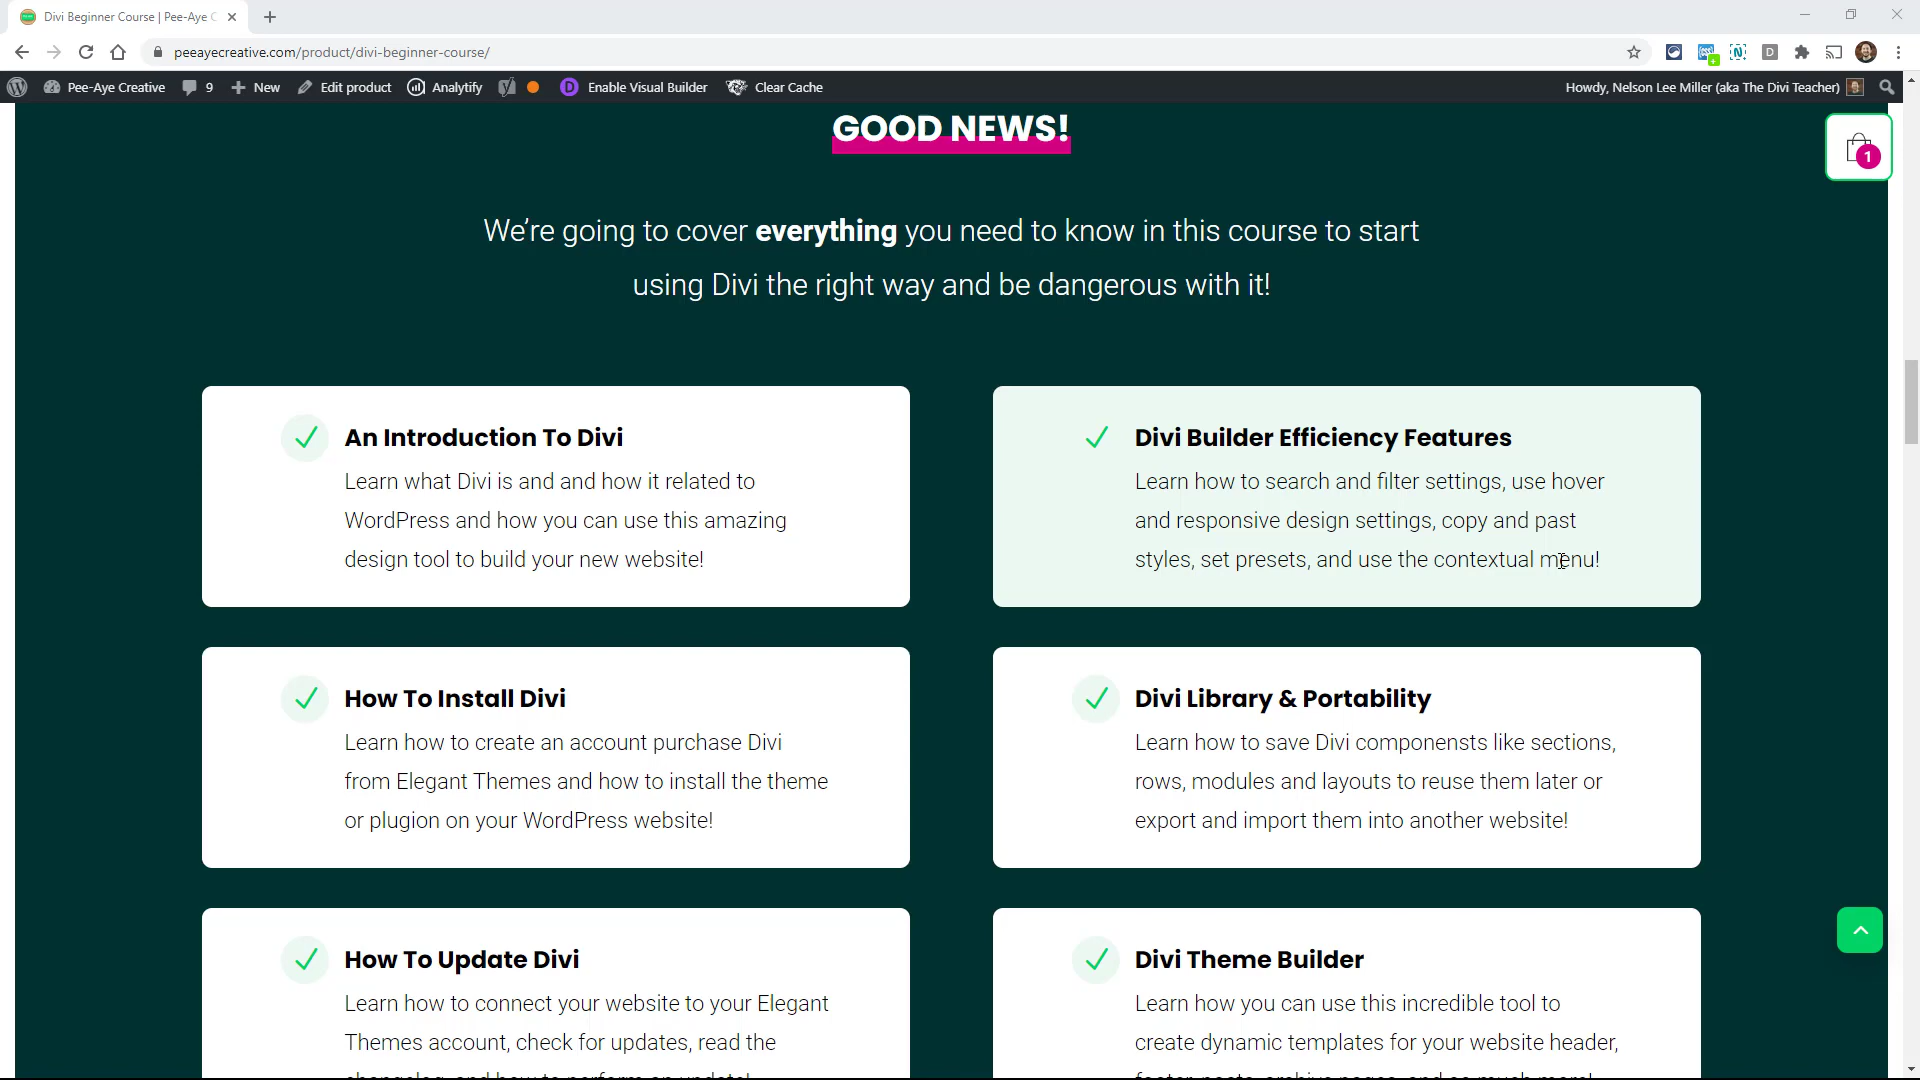 Divi Beginner Course | Pee-Aye C
peeayecreative.com/product/divi-beginner-course/
Pee-Aye Creative 9 New Edit product Analytify Enable Visual Builder Clear Cache Howdy, Nelson Lee Miller (aka The Divi Teacher)
GOOD NEWS!
1
We're going to cover everything you need to know in this course to start
using Divi the right way and be dangerous with it!
An Introduction To Divi
Learn what Divi is and and how it related to
WordPress and how you can use this amazing
design tool to build your new website!
Divi Builder Efficiency Features
Learn how to search and filter settings, use hover
and responsive design settings, copy and past
styles, set presets, and use the contextual menu!
How To Install Divi
Learn how to create an account purchase Divi
from Elegant Themes and how to install the theme
or plugion on your WordPress website!
Divi Library & Portability
Learn how to save Divi componensts like sections,
rows, modules and layouts to reuse them later or
export and import them into another website!
How To Update Divi
Learn how to connect your website to your Elegant
Themes account, check for updates, read the
Divi Theme Builder
Learn how you can use this incredible tool to
create dynamic templates for your website header,